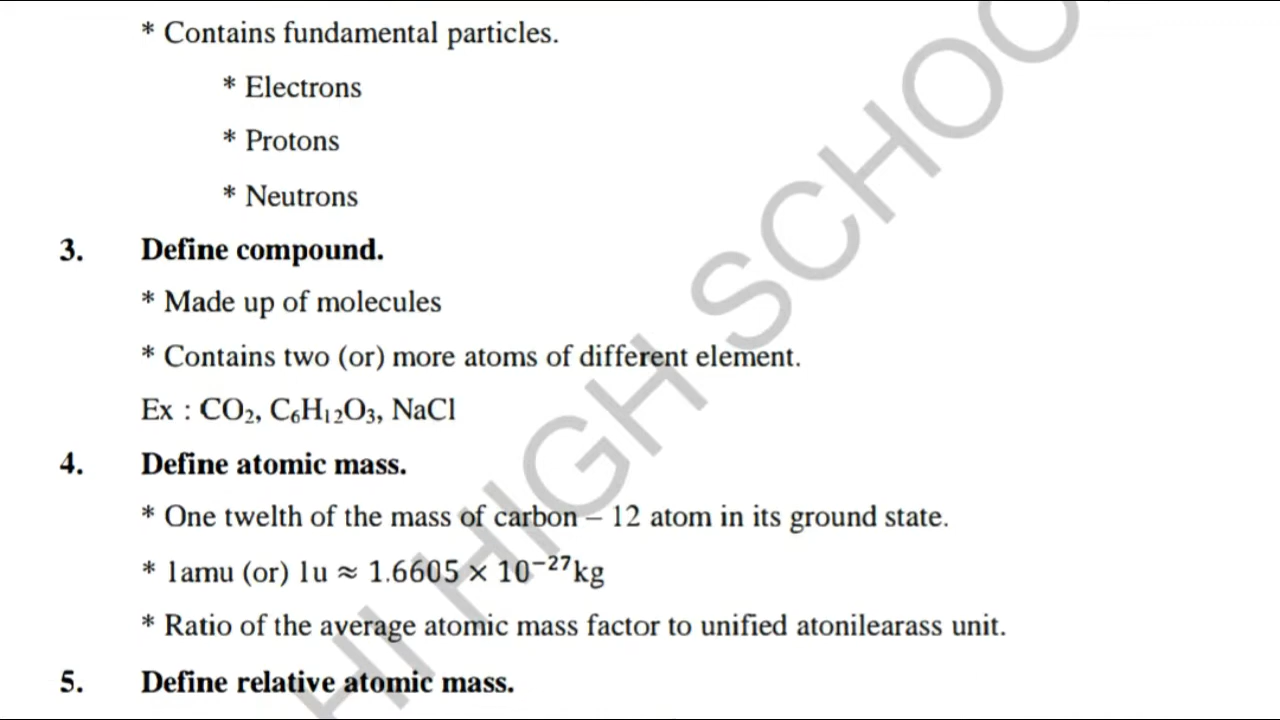 * Contains fundamental particles.
* Electrons
* Protons
* Neutrons
3. Define compound.
* Made up of molecules
* Contains two (or) more atoms of different element.
Ex : CO₂, C₆H₁₂O₃, NaCl
4. Define atomic mass.
* One twelth of the mass of carbon – 12 atom in its ground state.
* 1amu (or) 1u ≈ 1.6605 × 10⁻²⁷kg
* Ratio of the average atomic mass factor to unified atonilearass unit.
5. Define relative atomic mass.
HI HIGH SCHOO